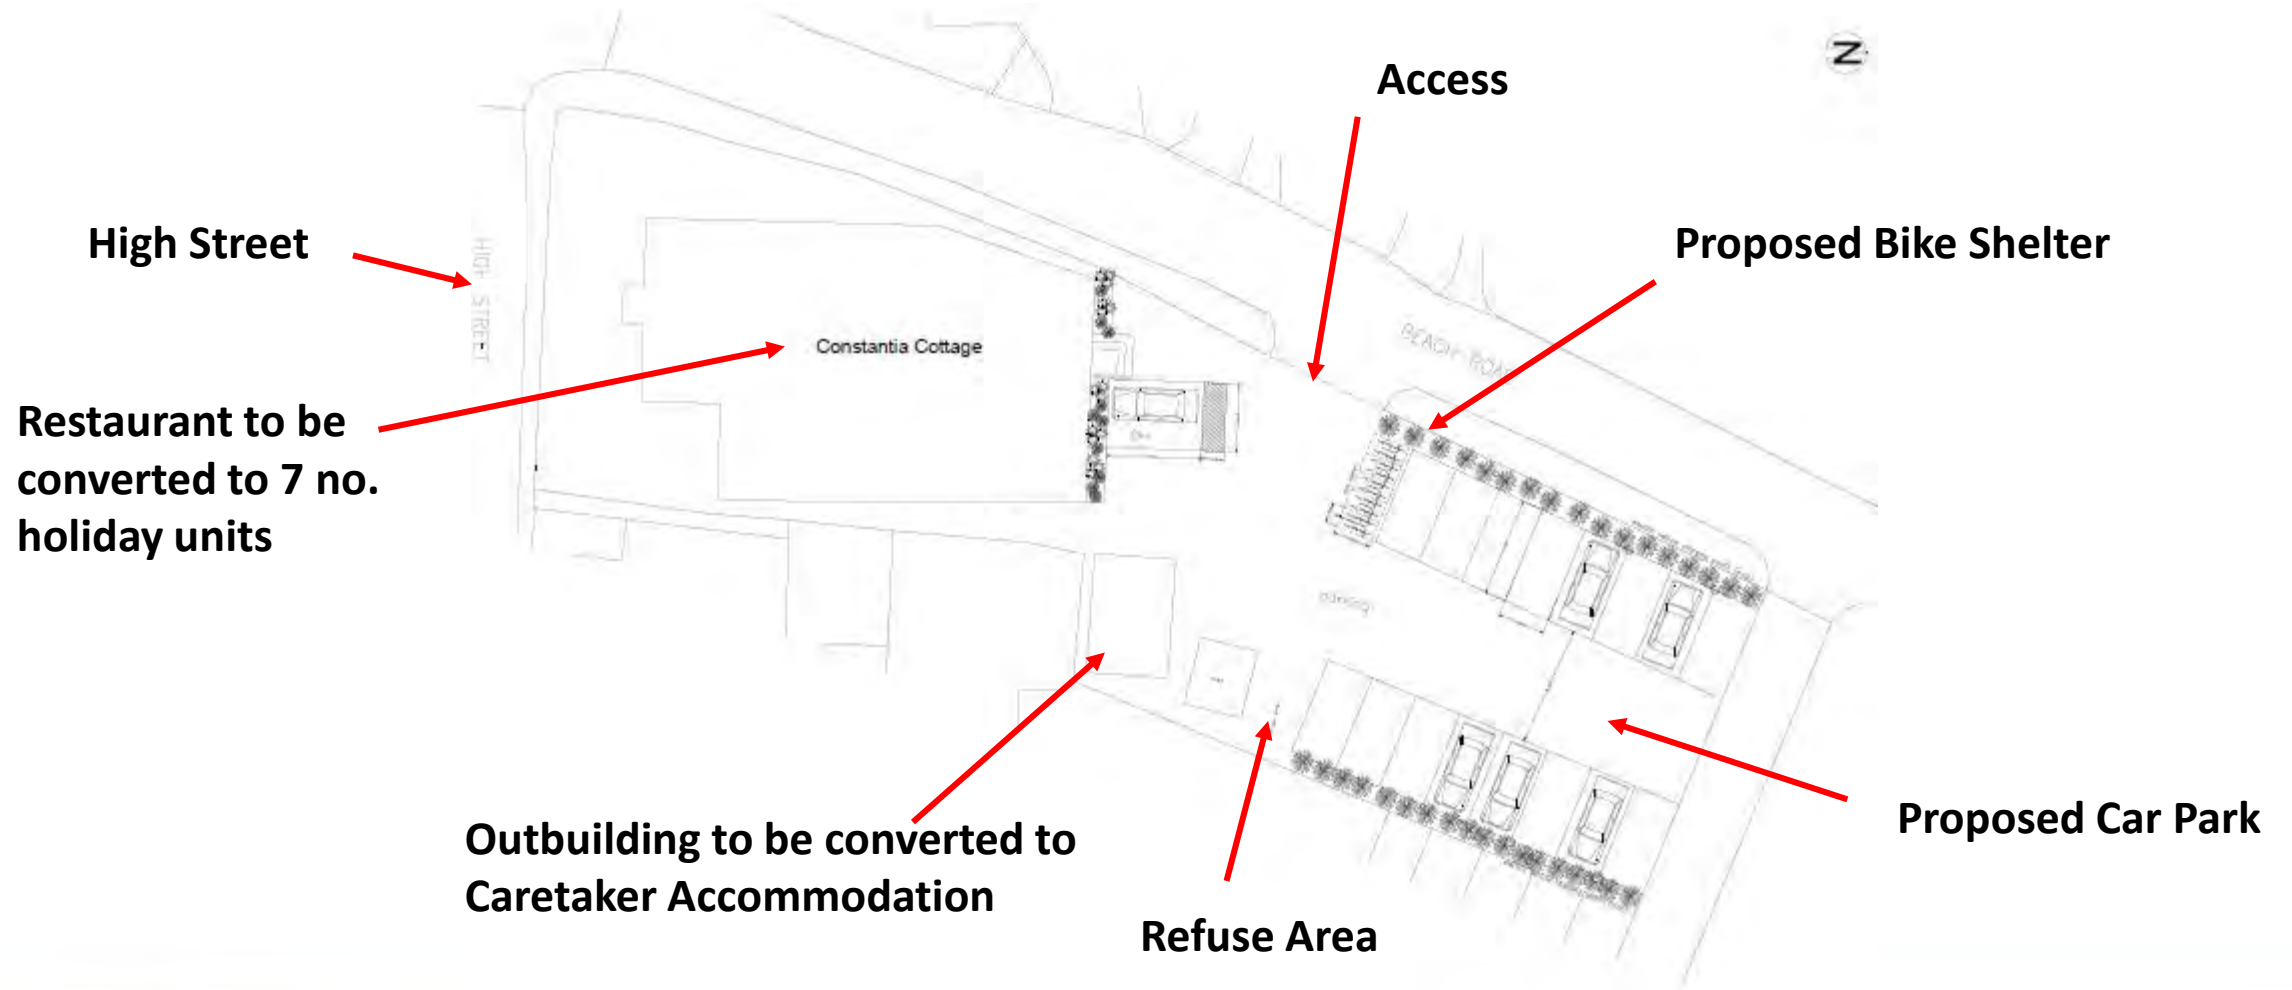 N
Access
High Street
Proposed Bike Shelter
HIGH STREET
BEACH ROAD
Constantia Cottage
Restaurant to be
converted to 7 no.
holiday units
parking
Outbuilding to be converted to
Caretaker Accommodation
Refuse Area
Proposed Car Park